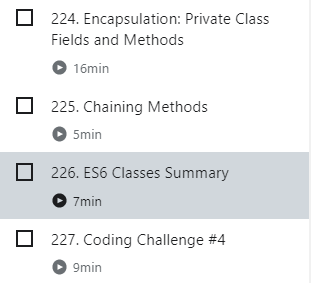 224. Encapsulation: Private Class
Fields and Methods
16min
225. Chaining Methods
5min
226. ES6 Classes Summary
7min
227. Coding Challenge #4
9min